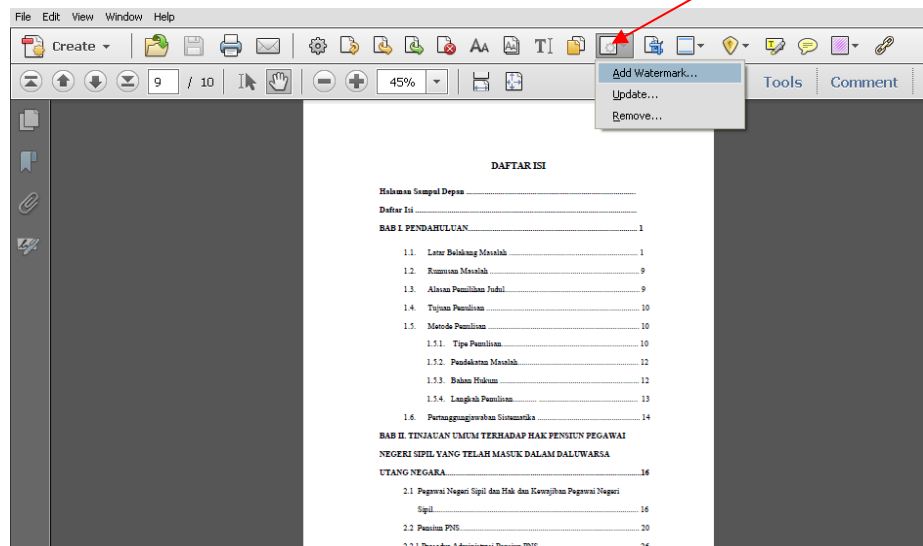 File Edit View Window Help
Create
9 / 10
45%
Tools Comment
Add Watermark...
Update...
Remove...
DAFTAR ISI
Halaman Sampul Depan
Daftar Isi
BAB I. PENDAHULUAN 1
1.1. Latar Belakang Masalah 1
1.2. Rumusan Masalah 9
1.3. Alasan Pemilihan Judul 9
1.4. Tujuan Penulisan 10
1.5. Metode Penulisan 10
1.5.1. Tipe Penulisan 10
1.5.2. Pendekatan Masalah 12
1.5.3. Bahan Hukum 12
1.5.4. Langkah Penulisan 13
1.6. Pertanggungjawaban Sistematika 14
BAB II. TINJAUAN UMUM TERHADAP HAK PENSIUN PEGAWAI
NEGERI SIPIL YANG TELAH MASUK DALAM DALUWARSA
UTANG NEGARA 16
2.1 Pegawai Negeri Sipil dan Hak dan Kewajiban Pegawai Negeri
Sipil 16
2.2 Pensiun PNS 20